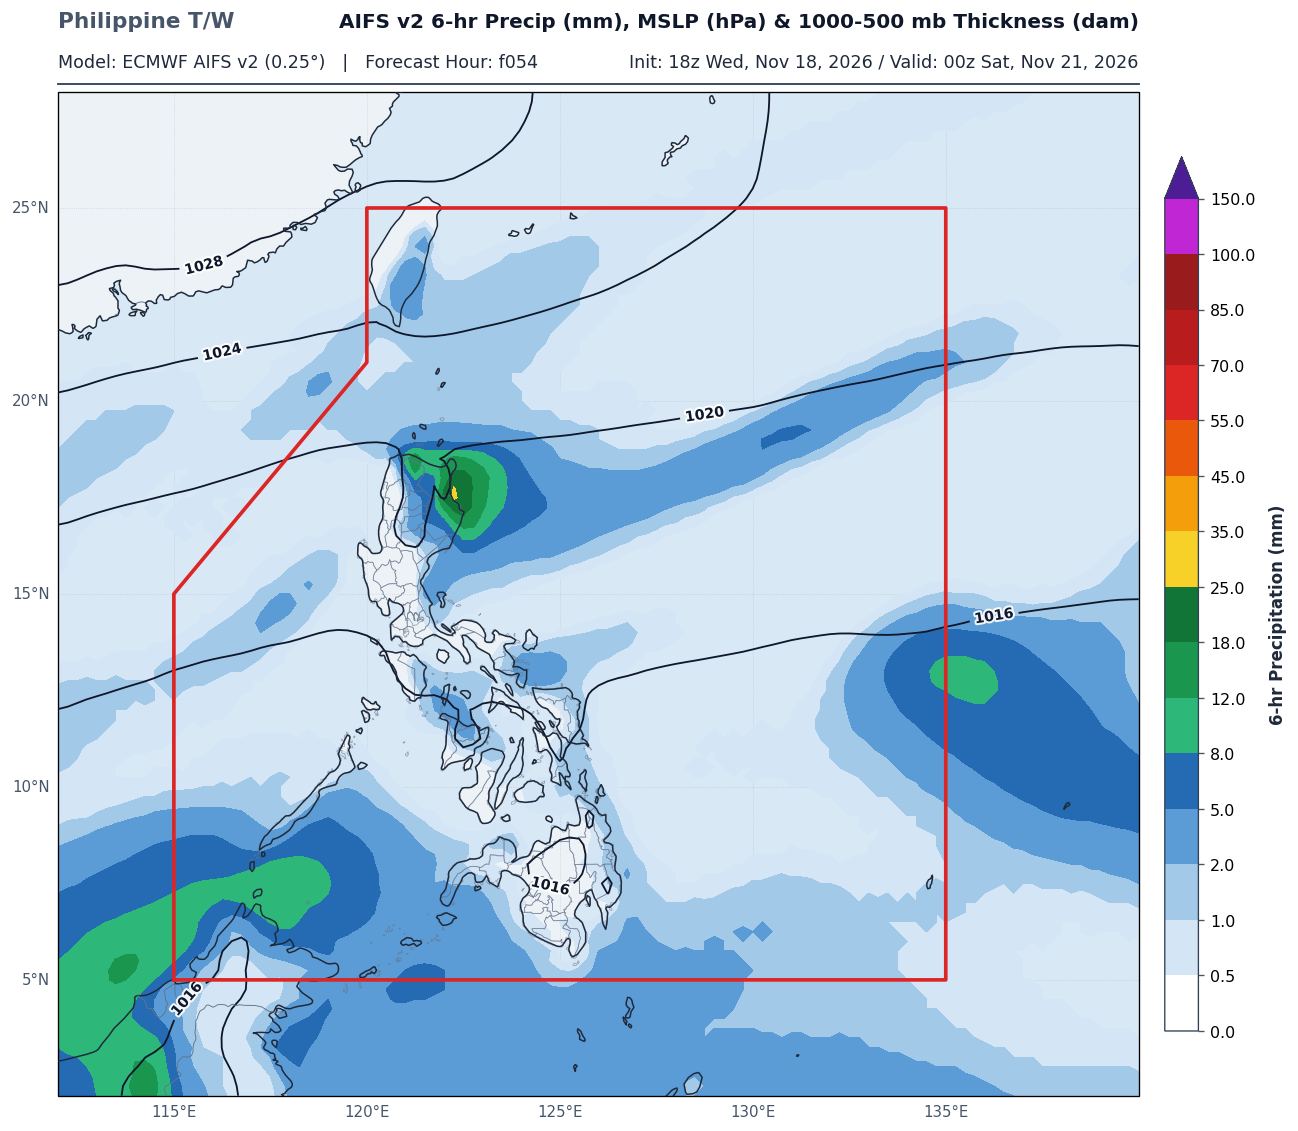 Philippine T/W
AIFS v2 6-hr Precip (mm), MSLP (hPa) & 1000-500 mb Thickness (dam)
Model: ECMWF AIFS v2 (0.25°) | Forecast Hour: f054
Init: 18z Wed, Nov 18, 2026 / Valid: 00z Sat, Nov 21, 2026
25°N
20°N
15°N
10°N
5°N
115°E
120°E
125°E
130°E
135°E
1028
1024
1020
1016
1016
1016
150.0
100.0
85.0
70.0
55.0
45.0
35.0
25.0
18.0
12.0
8.0
5.0
2.0
1.0
0.5
0.0
6-hr Precipitation (mm)